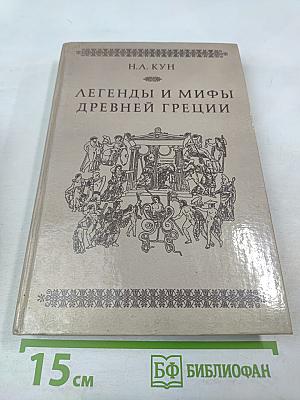 Н.А. КУН
ЛЕГЕНДЫ И МИФЫ
ДРЕВНЕЙ ГРЕЦИИ
15 см
БФ БИБЛИОФАН